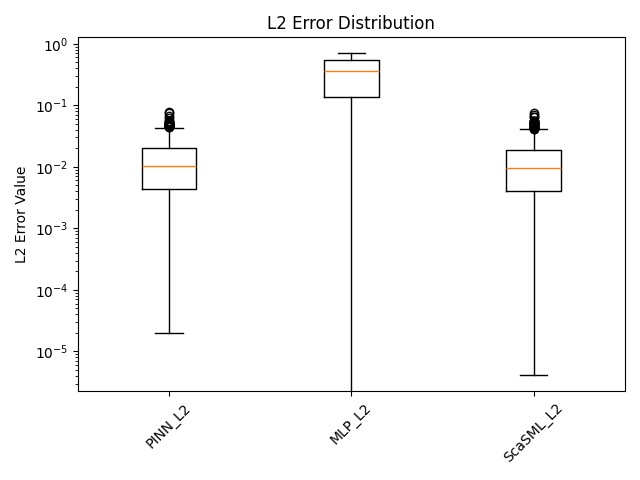 L2 Error Distribution
L2 Error Value
10⁰
10⁻¹
10⁻²
10⁻³
10⁻⁴
10⁻⁵
PINN_L2
MLP_L2
ScaSML_L2